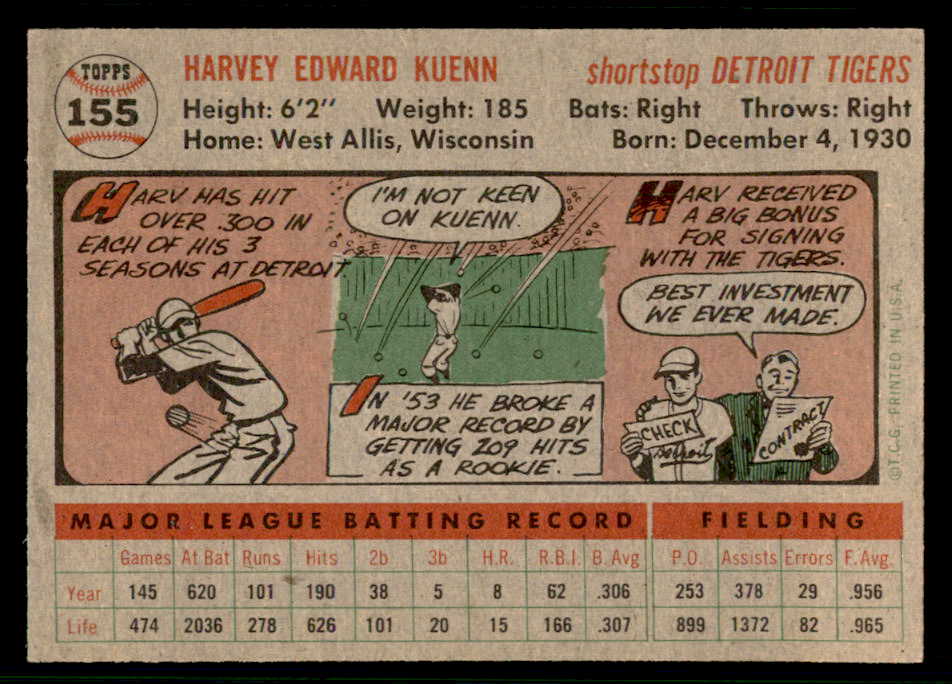 TOPPS
155
HARVEY EDWARD KUENN
shortstop DETROIT TIGERS
Height: 6'2" Weight: 185 Bats: Right Throws: Right
Home: West Allis, Wisconsin Born: December 4, 1930
HARV HAS HIT
OVER .300 IN
EACH OF HIS 3
SEASONS AT DETROIT.
I'M NOT KEEN
ON KUENN.
IN '53 HE BROKE A
MAJOR RECORD BY
GETTING 209 HITS
AS A ROOKIE.
HARV RECEIVED
A BIG BONUS
FOR SIGNING
WITH THE TIGERS.
BEST INVESTMENT
WE EVER MADE.
CHECK
Detroit
CONTRACT
©T.C.G. PRINTED IN U.S.A.
MAJOR LEAGUE BATTING RECORD FIELDING
Games At Bat Runs Hits 2b 3b H.R. R.B.I. B. Avg P.O. Assists Errors F. Avg.
Year 145 620 101 190 38 5 8 62 .306 253 378 29 .956
Life 474 2036 278 626 101 20 15 166 .307 899 1372 82 .965